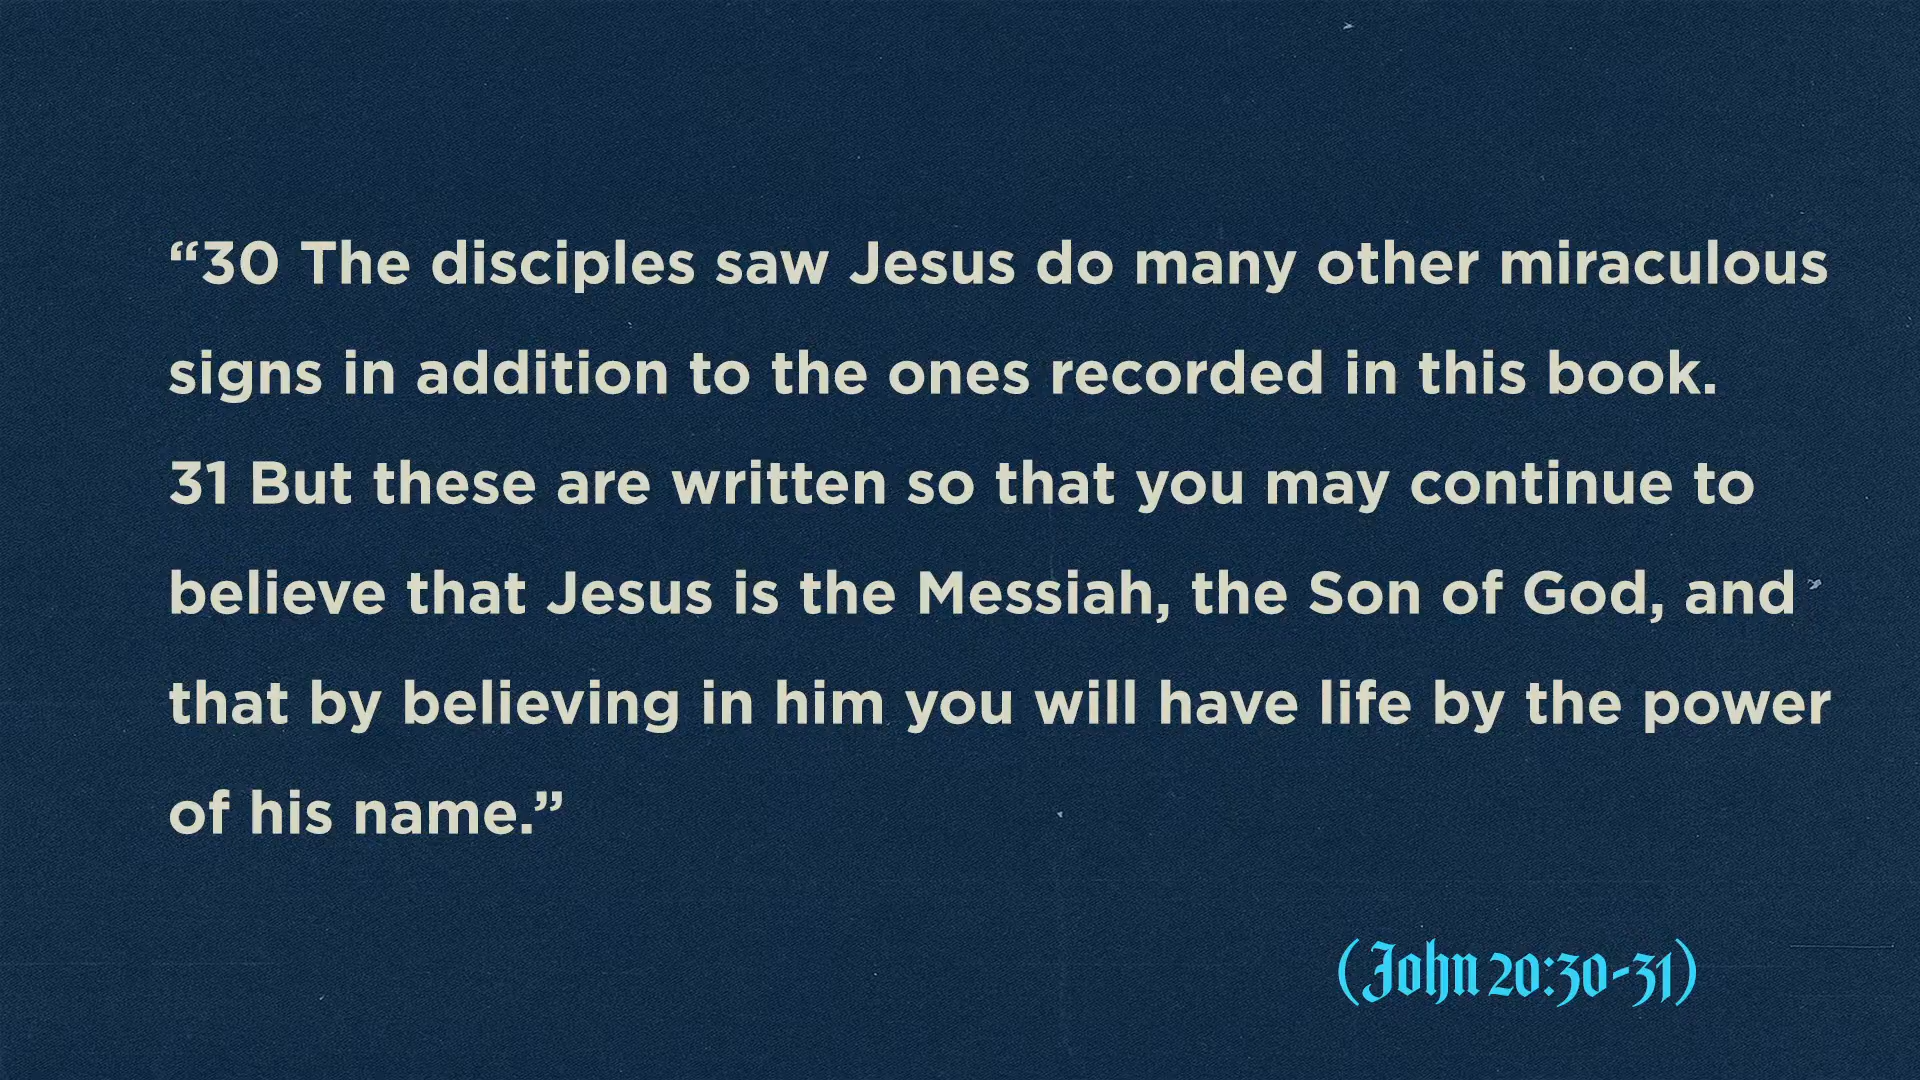 “30 The disciples saw Jesus do many other miraculous
signs in addition to the ones recorded in this book.
31 But these are written so that you may continue to
believe that Jesus is the Messiah, the Son of God, and
that by believing in him you will have life by the power
of his name.”
(John 20:30-31)